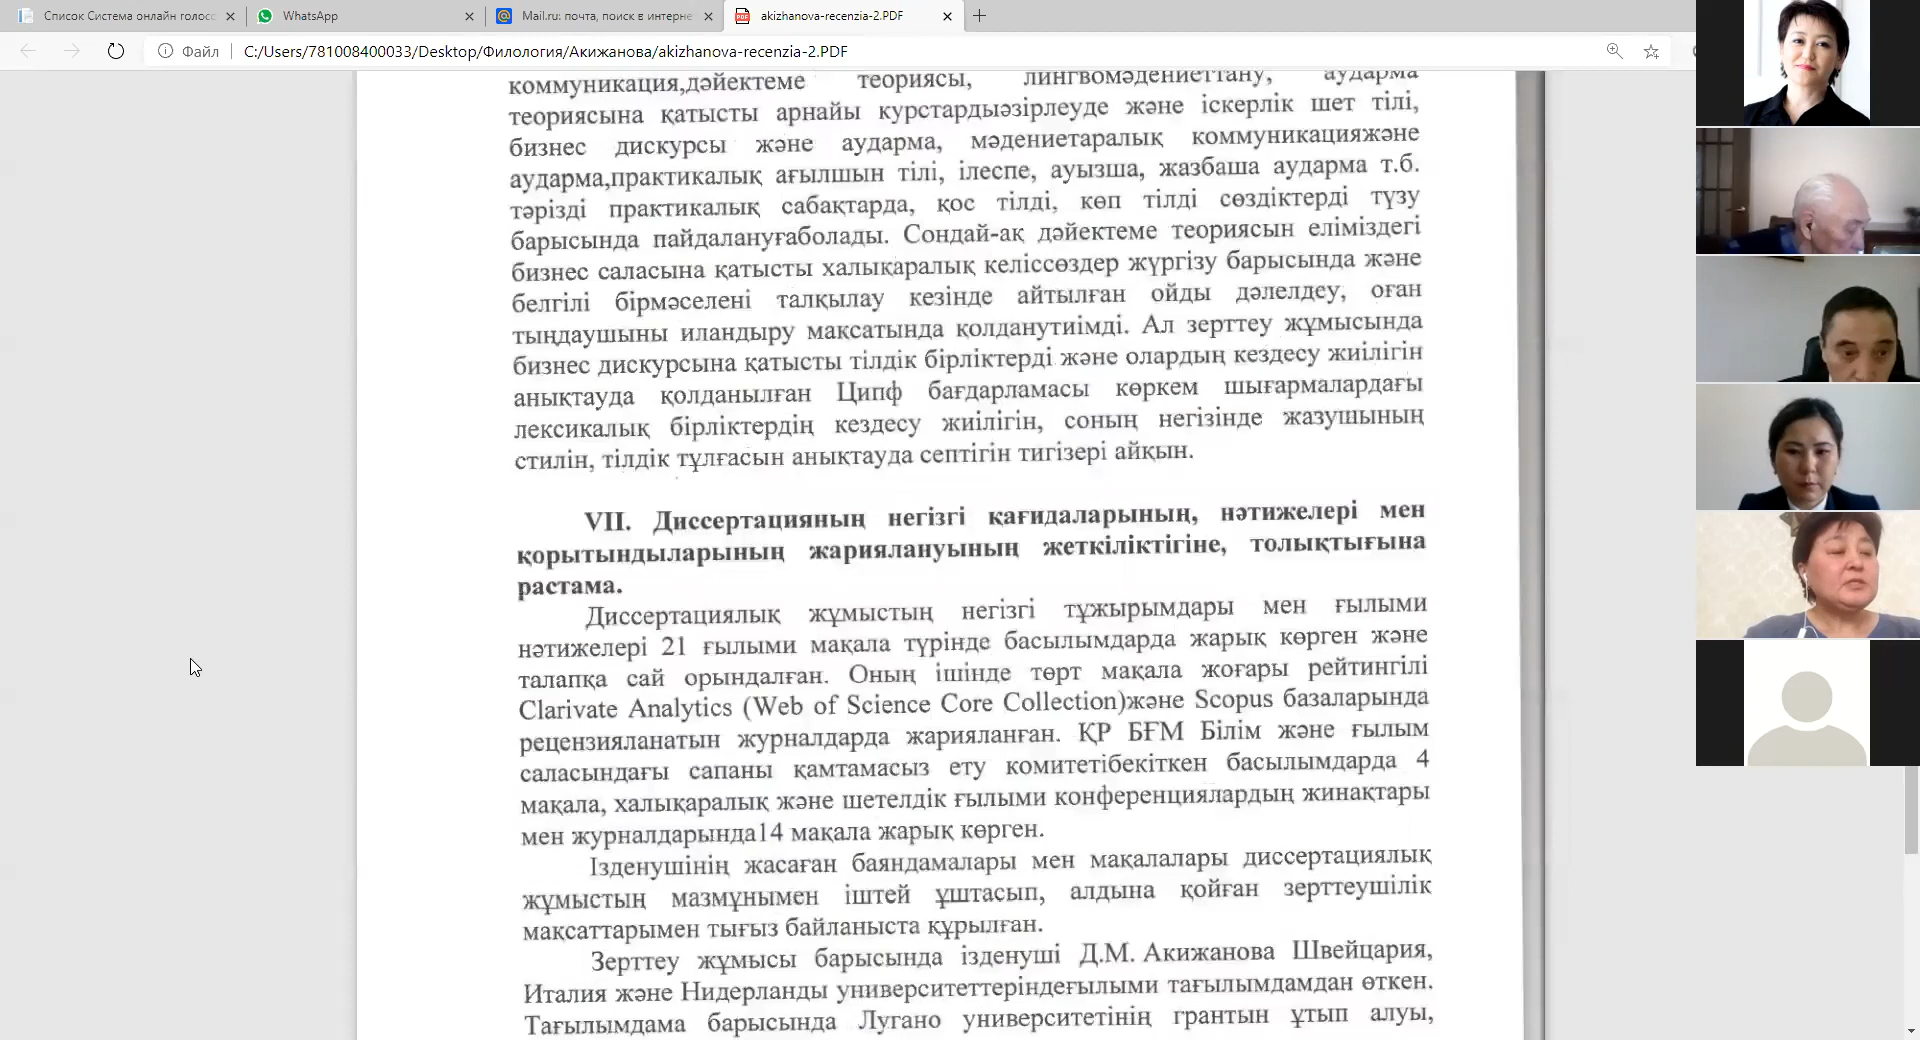 Список Система онлайн голосо
WhatsApp
Mail.ru: почта, поиск в интерне
akizhanova-recenzia-2.PDF
Файл
C:/Users/781008400033/Desktop/Филология/Акижанова/akizhanova-recenzia-2.PDF
коммуникация,дәйектеме теориясы, лингвомәдениеттану, аударма
теориясына қатысты арнайы курстардыәзірлеуде және іскерлік шет тілі,
бизнес дискурсы және аударма, мәдениетаралық коммуникацияжәне
аударма,практикалық ағылшын тілі, ілеспе, ауызша, жазбаша аударма т.б.
тәрізді практикалық сабақтарда, қос тілді, көп тілді сөздіктерді түзу
барысында пайдалануғаболады. Сондай-ақ дәйектеме теориясын еліміздегі
бизнес саласына қатысты халықаралық келіссөздер жүргізу барысында және
белгілі бірмәселені талқылау кезінде айтылған ойды дәлелдеу, оған
тыңдаушыны иландыру мақсатында қолданутиімді. Ал зерттеу жұмысында
бизнес дискурсына қатысты тілдік бірліктерді және олардың кездесу жиілігін
анықтауда қолданылған Ципф бағдарламасы көркем шығармалардағы
лексикалық бірліктердің кездесу жиілігін, соның негізінде жазушының
стилін, тілдік тұлғасын анықтауда септігін тигізері айқын.
VII. Диссертацияның негізгі қағидаларының, нәтижелері мен
қорытындыларының жариялануының жеткіліктігіне, толықтығына
растама.
Диссертациялық жұмыстың негізгі тұжырымдары мен ғылыми
нәтижелері 21 ғылыми мақала түрінде басылымдарда жарық көрген және
талапқа сай орындалған. Оның ішінде төрт мақала жоғары рейтингілі
Clarivate Analytics (Web of Science Core Collection)және Scopus базаларында
рецензияланатын журналдарда жарияланған. ҚР БҒМ Білім және ғылым
саласындағы сапаны қамтамасыз ету комитетібекіткен басылымдарда 4
мақала, халықаралық және шетелдік ғылыми конференциялардың жинақтары
мен журналдарында14 мақала жарық көрген.
Ізденушінің жасаған баяндамалары мен мақалалары диссертациялық
жұмыстың мазмұнымен іштей ұштасып, алдына қойған зерттеушілік
мақсаттарымен тығыз байланыста құрылған.
Зерттеу жұмысы барысында ізденуші Д.М. Акижанова Швейцария,
Италия және Нидерланды университеттеріндеғылыми тағылымдамдан өткен.
Тағылымдама барысында Лугано университетінің грантын ұтып алуы,